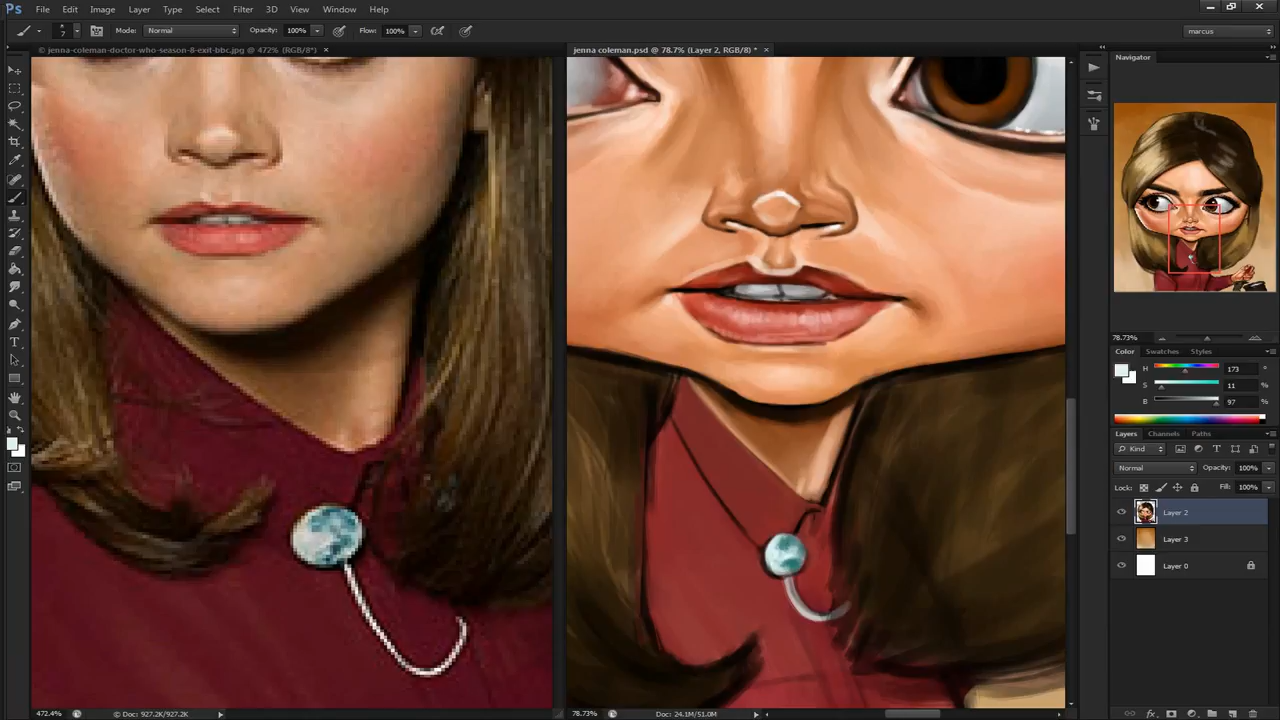 Ps File Edit Image Layer Type Select Filter 3D View Window Help
7 Mode: Normal Opacity: 100% Flow: 100% marcus
© jenna-coleman-doctor-who-season-8-exit-bbc.jpg @ 472% (RGB/8*) × jenna coleman.psd @ 78.7% (Layer 2, RGB/8) * ×
Navigator
78.73%
Color Swatches Styles
H 173 °
S 11 %
B 97 %
Layers Channels Paths
Kind
Normal Opacity: 100%
Lock: Fill: 100%
Layer 2
Layer 3
Layer 0
472.4% Doc: 927.2K/927.2K 78.73% Doc: 24.1M/51.0M
fx